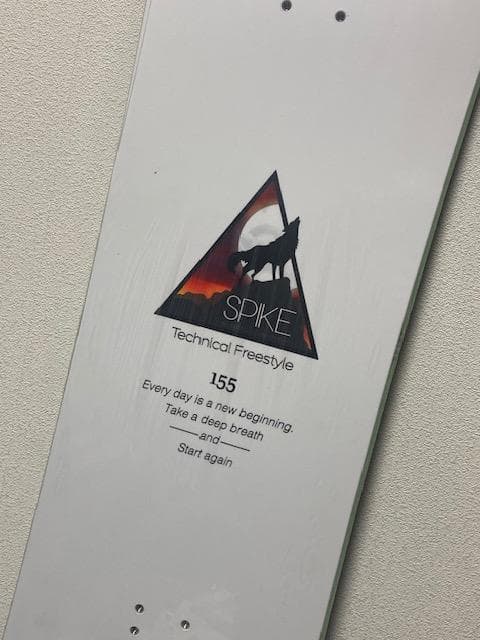 SPIKE
Technical Freestyle
155
Every day is a new beginning.
Take a deep breath
and
Start again